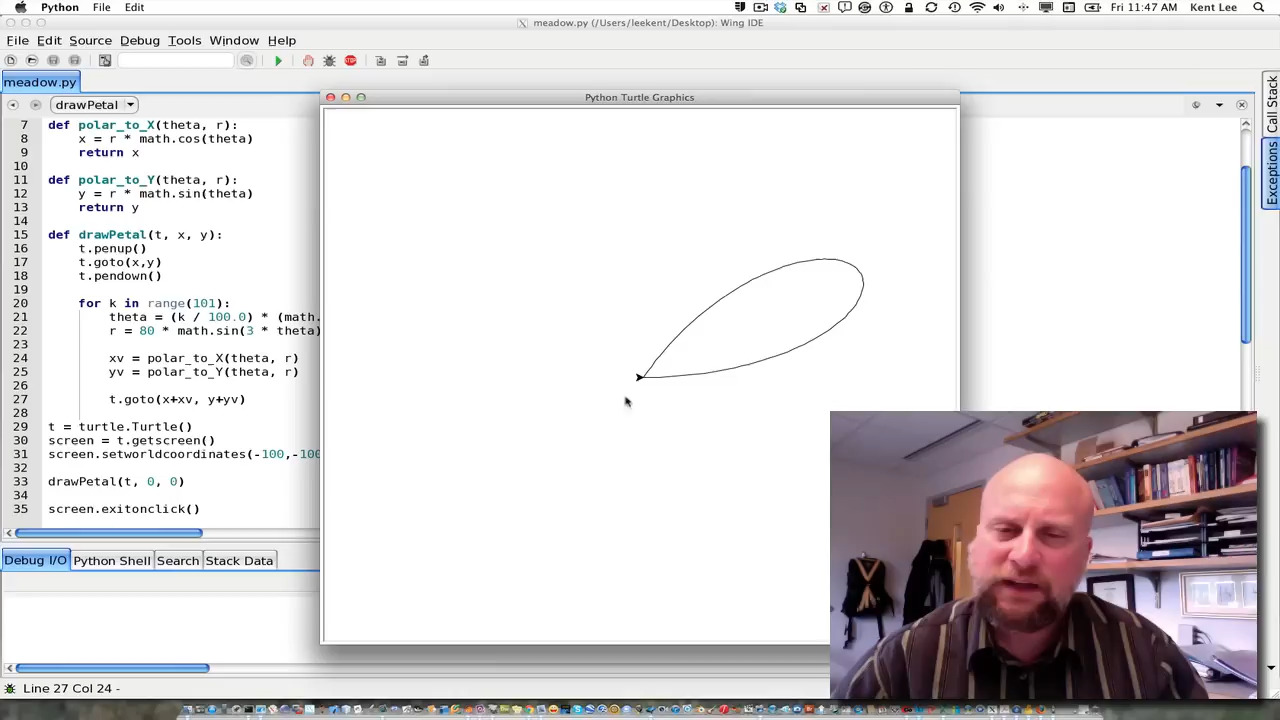 Python File Edit Fri 11:47 AM Kent Lee
meadow.py (/Users/leekent/Desktop): Wing IDE
File Edit Source Debug Tools Window Help
STOP
meadow.py
Call Stack
Exceptions
drawPetal
Python Turtle Graphics
7 def polar_to_X(theta, r):
8 x = r * math.cos(theta)
9 return x
10
11 def polar_to_Y(theta, r):
12 y = r * math.sin(theta)
13 return y
14
15 def drawPetal(t, x, y):
16 t.penup()
17 t.goto(x,y)
18 t.pendown()
19
20 for k in range(101):
21 theta = (k / 100.0) * (math.
22 r = 80 * math.sin(3 * theta)
23
24 xv = polar_to_X(theta, r)
25 yv = polar_to_Y(theta, r)
26
27 t.goto(x+xv, y+yv)
28
29 t = turtle.Turtle()
30 screen = t.getscreen()
31 screen.setworldcoordinates(-100,-100
32
33 drawPetal(t, 0, 0)
34
35 screen.exitonclick()
Debug I/O Python Shell Search Stack Data
Line 27 Col 24 -